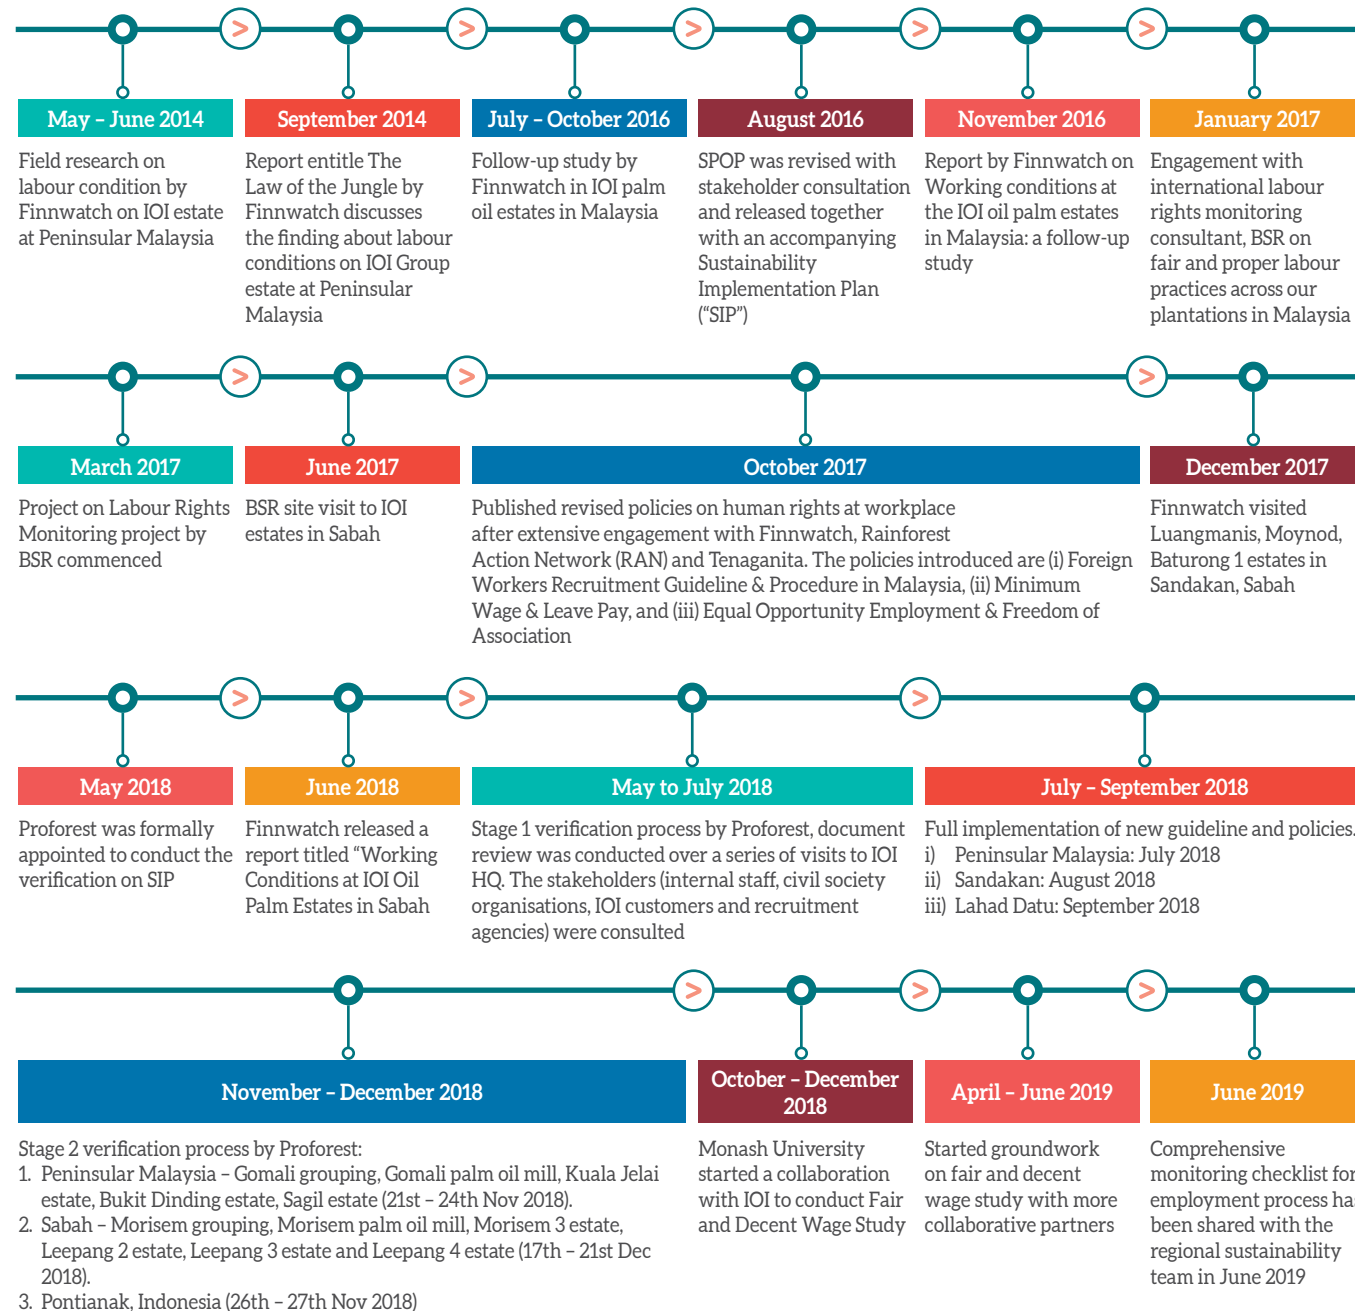 May – June 2014
Field research on
labour condition by
Finnwatch on IOI estate
at Peninsular Malaysia
September 2014
Report entitle The
Law of the Jungle by
Finnwatch discusses
the finding about labour
conditions on IOI Group
estate at Peninsular
Malaysia
July – October 2016
Follow-up study by
Finnwatch in IOI palm
oil estates in Malaysia
August 2016
SPOP was revised with
stakeholder consultation
and released together
with an accompanying
Sustainability
Implementation Plan
(“SIP”)
November 2016
Report by Finnwatch on
Working conditions at
the IOI oil palm estates
in Malaysia: a follow-up
study
January 2017
Engagement with
international labour
rights monitoring
consultant, BSR on
fair and proper labour
practices across our
plantations in Malaysia
March 2017
Project on Labour Rights
Monitoring project by
BSR commenced
June 2017
BSR site visit to IOI
estates in Sabah
October 2017
Published revised policies on human rights at workplace
after extensive engagement with Finnwatch, Rainforest
Action Network (RAN) and Tenaganita. The policies introduced are (i) Foreign
Workers Recruitment Guideline & Procedure in Malaysia, (ii) Minimum
Wage & Leave Pay, and (iii) Equal Opportunity Employment & Freedom of
Association
December 2017
Finnwatch visited
Luangmanis, Moynod,
Baturong 1 estates in
Sandakan, Sabah
May 2018
Proforest was formally
appointed to conduct the
verification on SIP
June 2018
Finnwatch released a
report titled “Working
Conditions at IOI Oil
Palm Estates in Sabah
May to July 2018
Stage 1 verification process by Proforest, document
review was conducted over a series of visits to IOI
HQ. The stakeholders (internal staff, civil society
organisations, IOI customers and recruitment
agencies) were consulted
July – September 2018
Full implementation of new guideline and policies.
i) Peninsular Malaysia: July 2018
ii) Sandakan: August 2018
iii) Lahad Datu: September 2018
November – December 2018
Stage 2 verification process by Proforest:
1. Peninsular Malaysia – Gomali grouping, Gomali palm oil mill, Kuala Jelai
estate, Bukit Dinding estate, Sagil estate (21st – 24th Nov 2018).
2. Sabah – Morisem grouping, Morisem palm oil mill, Morisem 3 estate,
Leepang 2 estate, Leepang 3 estate and Leepang 4 estate (17th – 21st Dec
2018).
3. Pontianak, Indonesia (26th – 27th Nov 2018)
October – December
2018
Monash University
started a collaboration
with IOI to conduct Fair
and Decent Wage Study
April – June 2019
Started groundwork
on fair and decent
wage study with more
collaborative partners
June 2019
Comprehensive
monitoring checklist for
employment process has
been shared with the
regional sustainability
team in June 2019